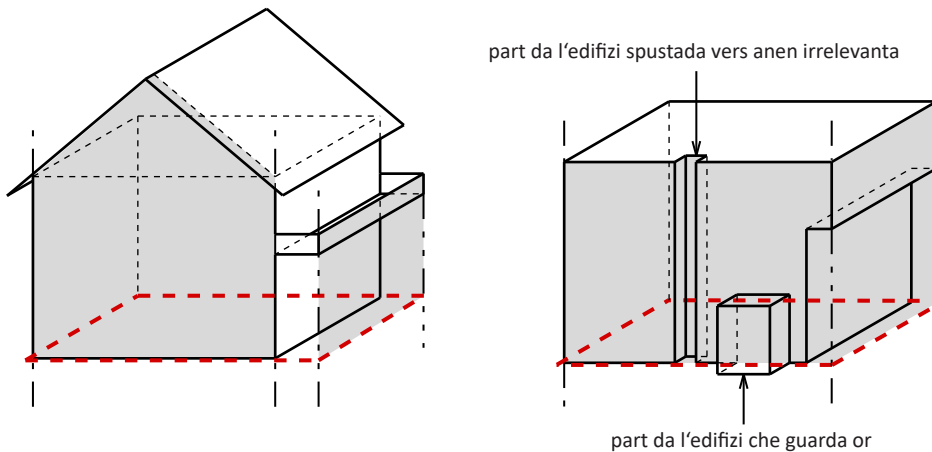 part da l‘edifizi spustada vers anen irrelevanta
part da l‘edifizi che guarda or